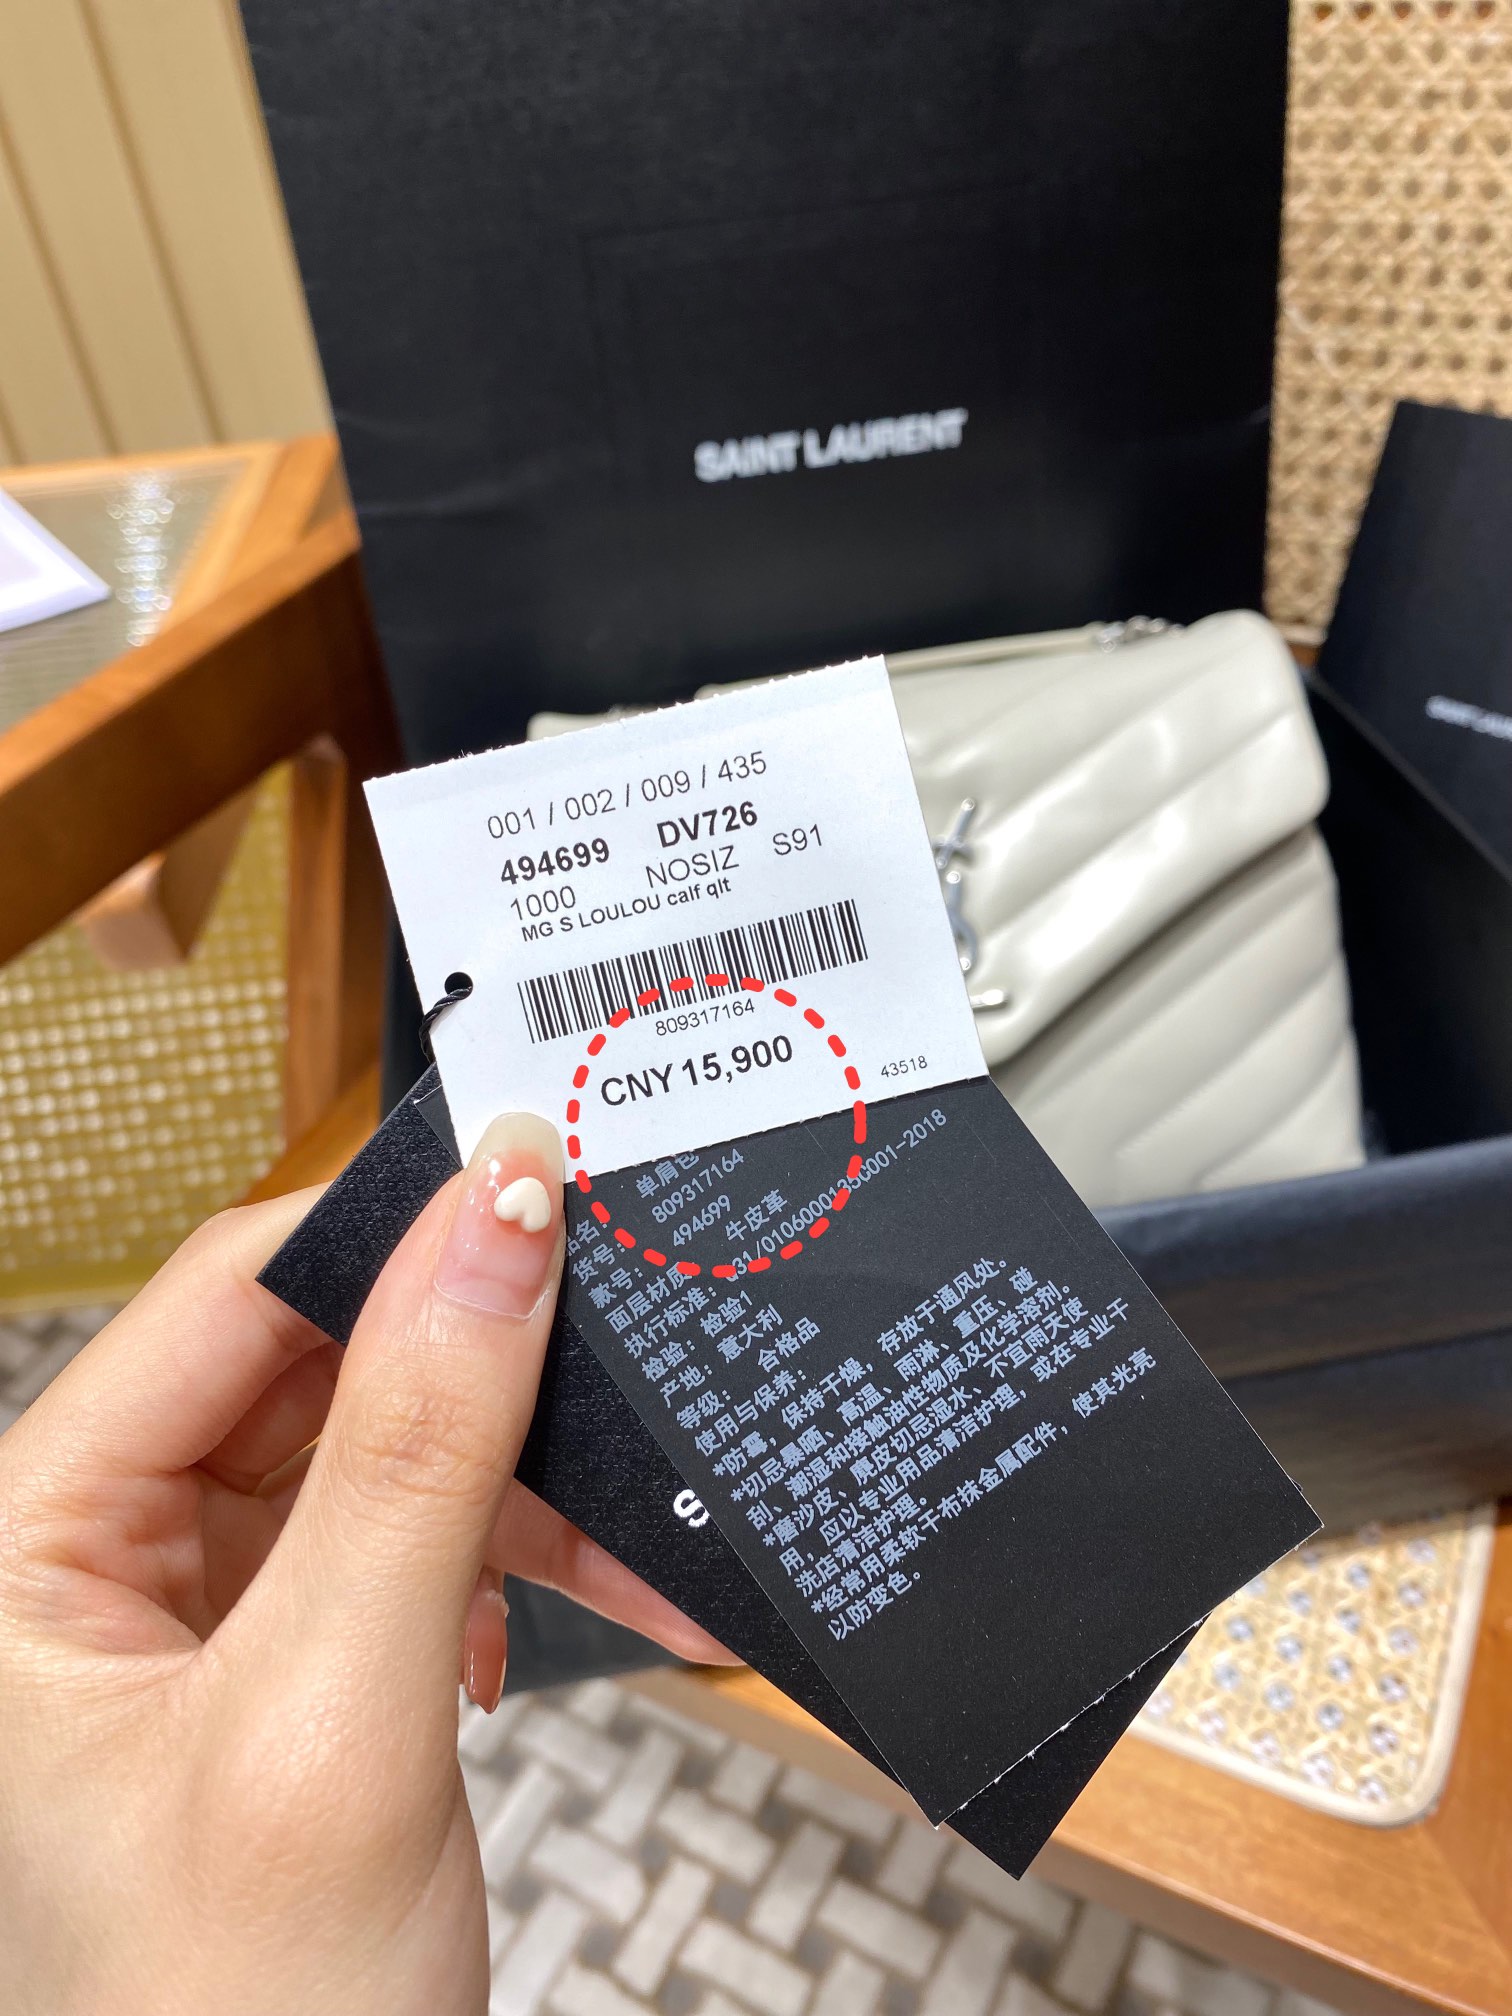 SAINT LAURENT
SAINT LAURENT
001 / 002 / 009 / 435
494699 DV726
1000 NOSIZ S91
MG S LOULOU calf qlt
809317164
CNY 15,900
43518
品名： 单肩包
货号： 809317164
款号： 494699
面层材质 牛皮革
执行标准：
检验：检验1
产地：意大利
等级： 合格品
使用与保养：
*防霉、保持干燥，存放于通风处。
*切忌暴晒、高温、雨淋、重压、碰
刮、潮湿和接触油性物质及化学溶剂。
*磨沙皮、麂皮切忌湿水、不宜雨天使
用，应以专业用品清洁护理，或在专业干
洗店清洁护理。
*经常用柔软干布抹金属配件，使其光亮
以防变色。
S